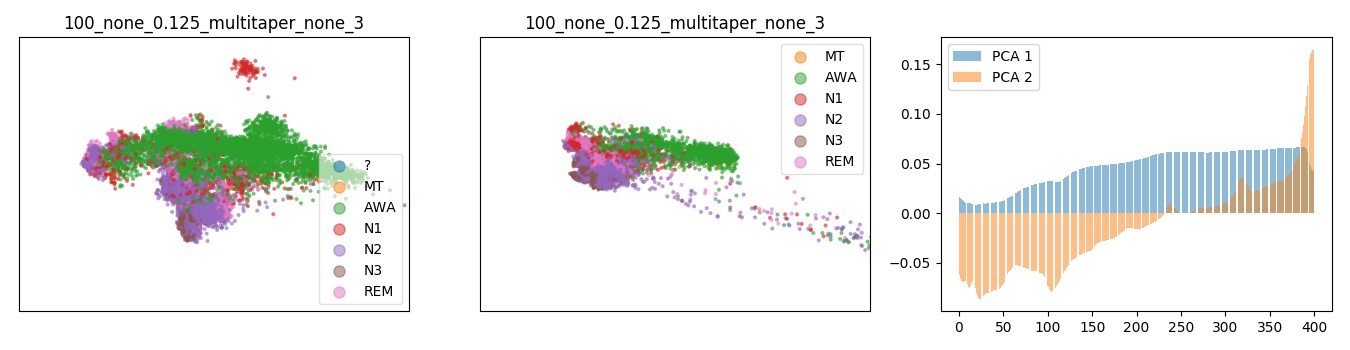 100_none_0.125_multitaper_none_3
?
MT
AWA
N1
N2
N3
REM
100_none_0.125_multitaper_none_3
MT
AWA
N1
N2
N3
REM
PCA 1
PCA 2
0.15
0.10
0.05
0.00
−0.05
0 50 100 150 200 250 300 350 400